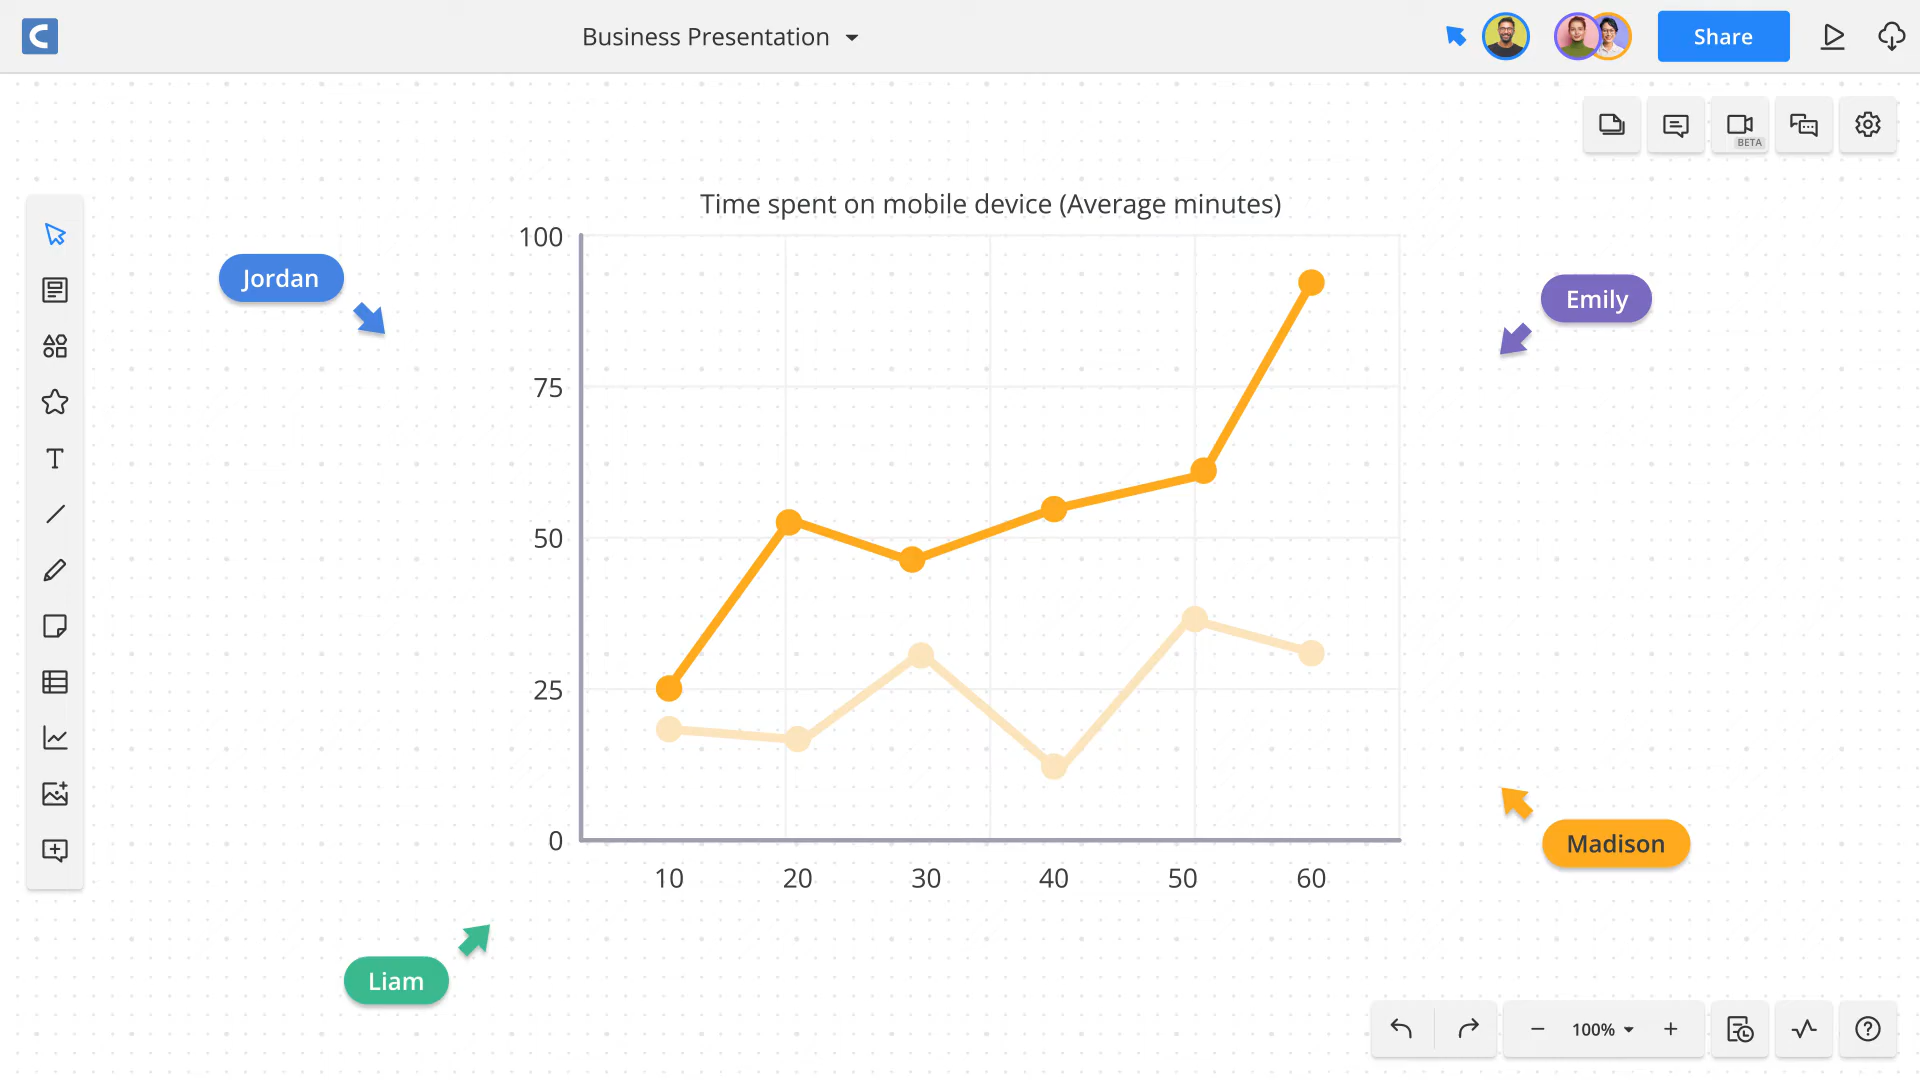 Business Presentation
Share
BETA
Time spent on mobile device (Average minutes)
100
75
50
25
0
10 20 30 40 50 60
Jordan
Emily
Madison
Liam
100%